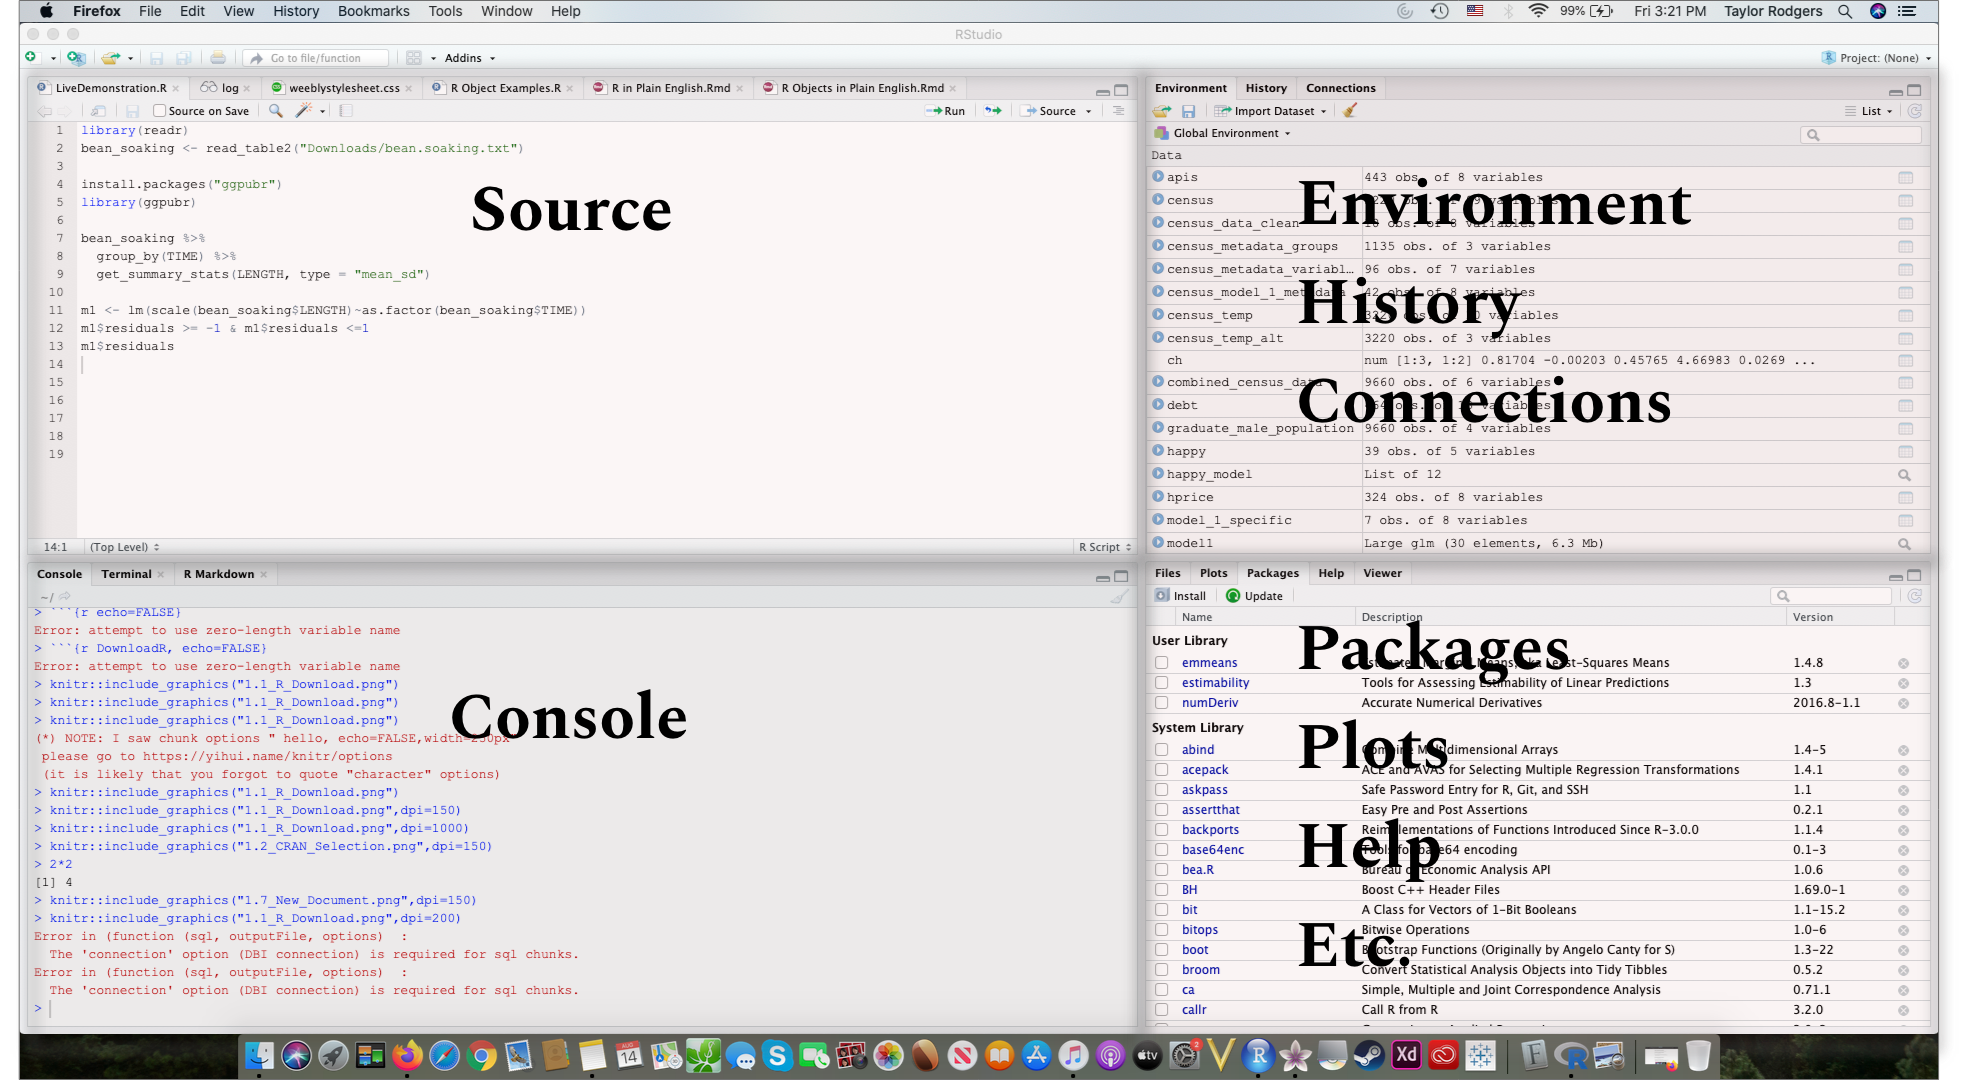 Firefox File Edit View History Bookmarks Tools Window Help 99% Fri 3:21 PM Taylor Rodgers
RStudio
Go to file/function Addins Project: (None)
LiveDemonstration.R log weeblystylesheet.css R Object Examples.R R in Plain English.Rmd R Objects in Plain English.Rmd
Source on Save Run Source
1 library(readr)
2 bean_soaking <- read_table2("Downloads/bean.soaking.txt")
3
4 install.packages("ggpubr")
5 library(ggpubr)
6
7 bean_soaking %>%
8 group_by(TIME) %>%
9 get_summary_stats(LENGTH, type = "mean_sd")
10
11 m1 <- lm(scale(bean_soaking$LENGTH)~as.factor(bean_soaking$TIME))
12 m1$residuals >= -1 & m1$residuals <=1
13 m1$residuals
14
15
16
17
18
19
Source
14:1 (Top Level) R Script
Environment History Connections
Import Dataset List
Global Environment
Data
apis 443 obs. of 8 variables
census variables
census_data_clean obs. of 8 variables
census_metadata_groups 1135 obs. of 3 variables
census_metadata_variabl… 96 obs. of 7 variables
census_model_1_metadata 42 obs. of 8 variables
census_temp variables
census_temp_alt 3220 obs. of 3 variables
ch num [1:3, 1:2] 0.81704 -0.00203 0.45765 4.66983 0.0269 ...
combined_census_data 9660 obs. of 6 variables
debt variables
graduate_male_population 9660 obs. of 4 variables
happy 39 obs. of 5 variables
happy_model List of 12
hprice 324 obs. of 8 variables
model_1_specific 7 obs. of 8 variables
model1 Large glm (30 elements, 6.3 Mb)
Environment
History
Connections
Console Terminal R Markdown
~/
> ```{r echo=FALSE}
Error: attempt to use zero-length variable name
> ```{r DownloadR, echo=FALSE}
Error: attempt to use zero-length variable name
> knitr::include_graphics("1.1_R_Download.png")
> knitr::include_graphics("1.1_R_Download.png")
> knitr::include_graphics("1.1_R_Download.png")
(*) NOTE: I saw chunk options " hello, echo=FALSE,width=250px"
please go to https://yihui.name/knitr/options
(it is likely that you forgot to quote "character" options)
> knitr::include_graphics("1.1_R_Download.png")
> knitr::include_graphics("1.1_R_Download.png",dpi=150)
> knitr::include_graphics("1.1_R_Download.png",dpi=1000)
> knitr::include_graphics("1.2_CRAN_Selection.png",dpi=150)
> 2*2
[1] 4
> knitr::include_graphics("1.7_New_Document.png",dpi=150)
> knitr::include_graphics("1.1_R_Download.png",dpi=200)
Error in (function (sql, outputFile, options) :
The 'connection' option (DBI connection) is required for sql chunks.
Error in (function (sql, outputFile, options) :
The 'connection' option (DBI connection) is required for sql chunks.
>
Console
Files Plots Packages Help Viewer
Install Update
Name Description Version
User Library
emmeans Estimated Marginal Means, aka Least-Squares Means 1.4.8
estimability Tools for Assessing Estimability of Linear Predictions 1.3
numDeriv Accurate Numerical Derivatives 2016.8-1.1
System Library
abind Combine Multidimensional Arrays 1.4-5
acepack ACE and AVAS for Selecting Multiple Regression Transformations 1.4.1
askpass Safe Password Entry for R, Git, and SSH 1.1
assertthat Easy Pre and Post Assertions 0.2.1
backports Reimplementations of Functions Introduced Since R-3.0.0 1.1.4
base64enc Tools for base64 encoding 0.1-3
bea.R Bureau of Economic Analysis API 1.0.6
BH Boost C++ Header Files 1.69.0-1
bit A Class for Vectors of 1-Bit Booleans 1.1-15.2
bitops Bitwise Operations 1.0-6
boot Bootstrap Functions (Originally by Angelo Canty for S) 1.3-22
broom Convert Statistical Analysis Objects into Tidy Tibbles 0.5.2
ca Simple, Multiple and Joint Correspondence Analysis 0.71.1
callr Call R from R 3.2.0
Packages
Plots
Help
Etc.
AUG
14
tv
2
R
Xd
F
R